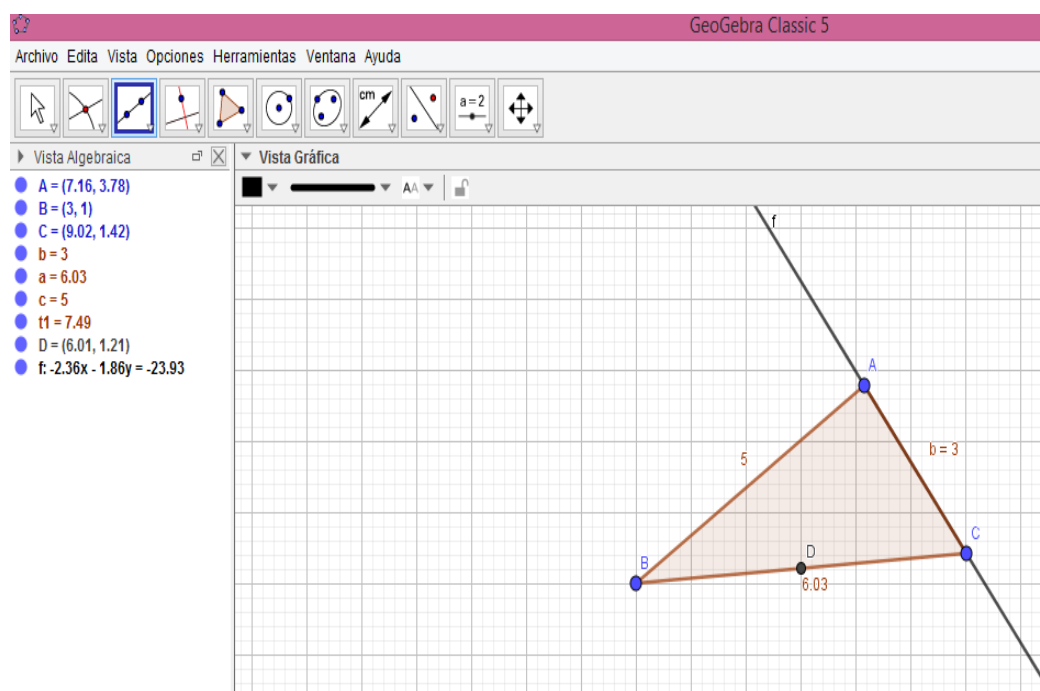 GeoGebra Classic 5
Archivo Edita Vista Opciones Herramientas Ventana Ayuda
cm
a=2
Vista Algebraica
Vista Gráfica
AA
A = (7.16, 3.78)
B = (3, 1)
C = (9.02, 1.42)
b = 3
a = 6.03
c = 5
t1 = 7.49
D = (6.01, 1.21)
f: -2.36x - 1.86y = -23.93
f
A
5
b = 3
C
D
B
6.03